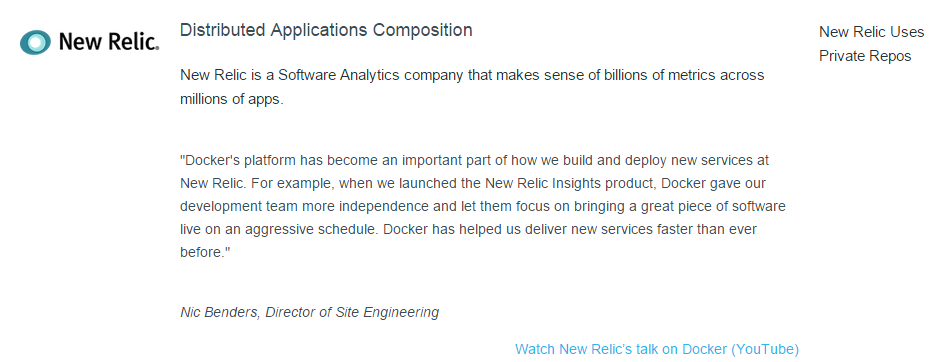 New Relic.
Distributed Applications Composition
New Relic is a Software Analytics company that makes sense of billions of metrics across
millions of apps.
"Docker's platform has become an important part of how we build and deploy new services at
New Relic. For example, when we launched the New Relic Insights product, Docker gave our
development team more independence and let them focus on bringing a great piece of software
live on an aggressive schedule. Docker has helped us deliver new services faster than ever
before."
Nic Benders, Director of Site Engineering
Watch New Relic's talk on Docker (YouTube)
New Relic Uses
Private Repos